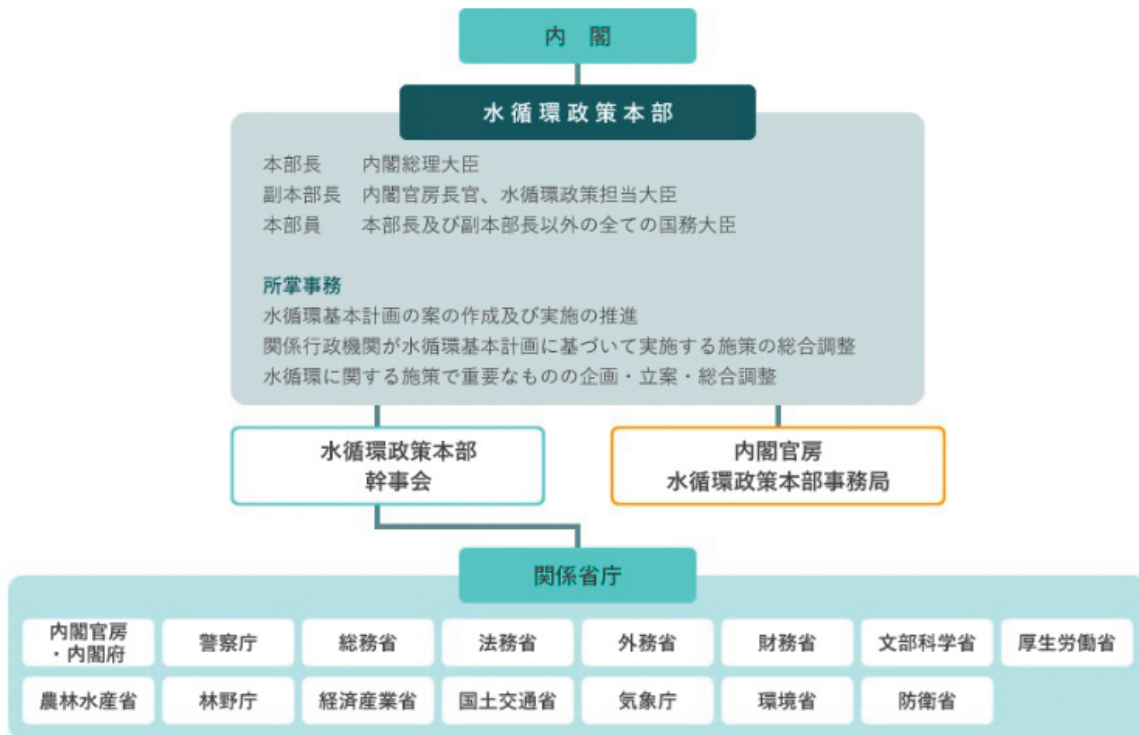 内 閣
水循環政策本部
本部長 内閣総理大臣
副本部長 内閣官房長官、水循環政策担当大臣
本部員 本部長及び副本部長以外の全ての国務大臣
所掌事務
水循環基本計画の案の作成及び実施の推進
関係行政機関が水循環基本計画に基づいて実施する施策の総合調整
水循環に関する施策で重要なものの企画・立案・総合調整
水循環政策本部
幹事会
内閣官房
水循環政策本部事務局
関係省庁
内閣官房
・内閣府
警察庁
総務省
法務省
外務省
財務省
文部科学省
厚生労働省
農林水産省
林野庁
経済産業省
国土交通省
気象庁
環境省
防衛省